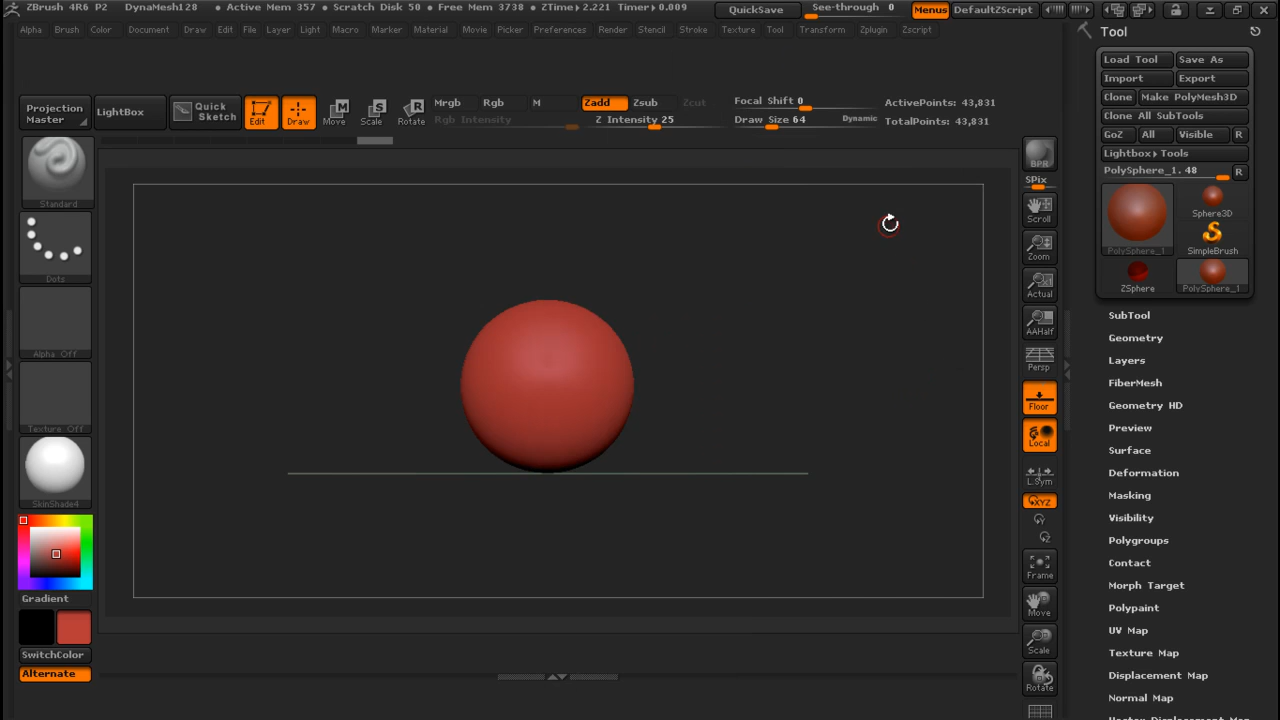 ZBrush 4R6 P2 DynaMesh128 • Active Mem 357 • Scratch Disk 50 • Free Mem 3738 • ZTime▸2.221 Timer▸0.009 QuickSave See-through 0 Menus DefaultZScript
Alpha Brush Color Document Draw Edit File Layer Light Macro Marker Material Movie Picker Preferences Render Stencil Stroke Texture Tool Transform Zplugin Zscript
Projection Master
LightBox
Quick Sketch
Edit
Draw
Move
Scale
Rotate
Mrgb Rgb M
Rgb Intensity
Zadd Zsub Zcut
Z Intensity 25
Focal Shift 0
Draw Size 64 Dynamic
ActivePoints: 43,831
TotalPoints: 43,831
Standard
Dots
Alpha Off
Texture Off
SkinShade4
Gradient
SwitchColor
Alternate
BPR
SPix
Scroll
Zoom
Actual
AAHalf
Persp
Floor
Local
L.Sym
XYZ
Y
Z
Frame
Move
Scale
Rotate
Tool
Load Tool Save As
Import Export
Clone Make PolyMesh3D
Clone All SubTools
GoZ All Visible R
Lightbox▸Tools
PolySphere_1. 48 R
PolySphere_1
Sphere3D
SimpleBrush
ZSphere
PolySphere_1
SubTool
Geometry
Layers
FiberMesh
Geometry HD
Preview
Surface
Deformation
Masking
Visibility
Polygroups
Contact
Morph Target
Polypaint
UV Map
Texture Map
Displacement Map
Normal Map